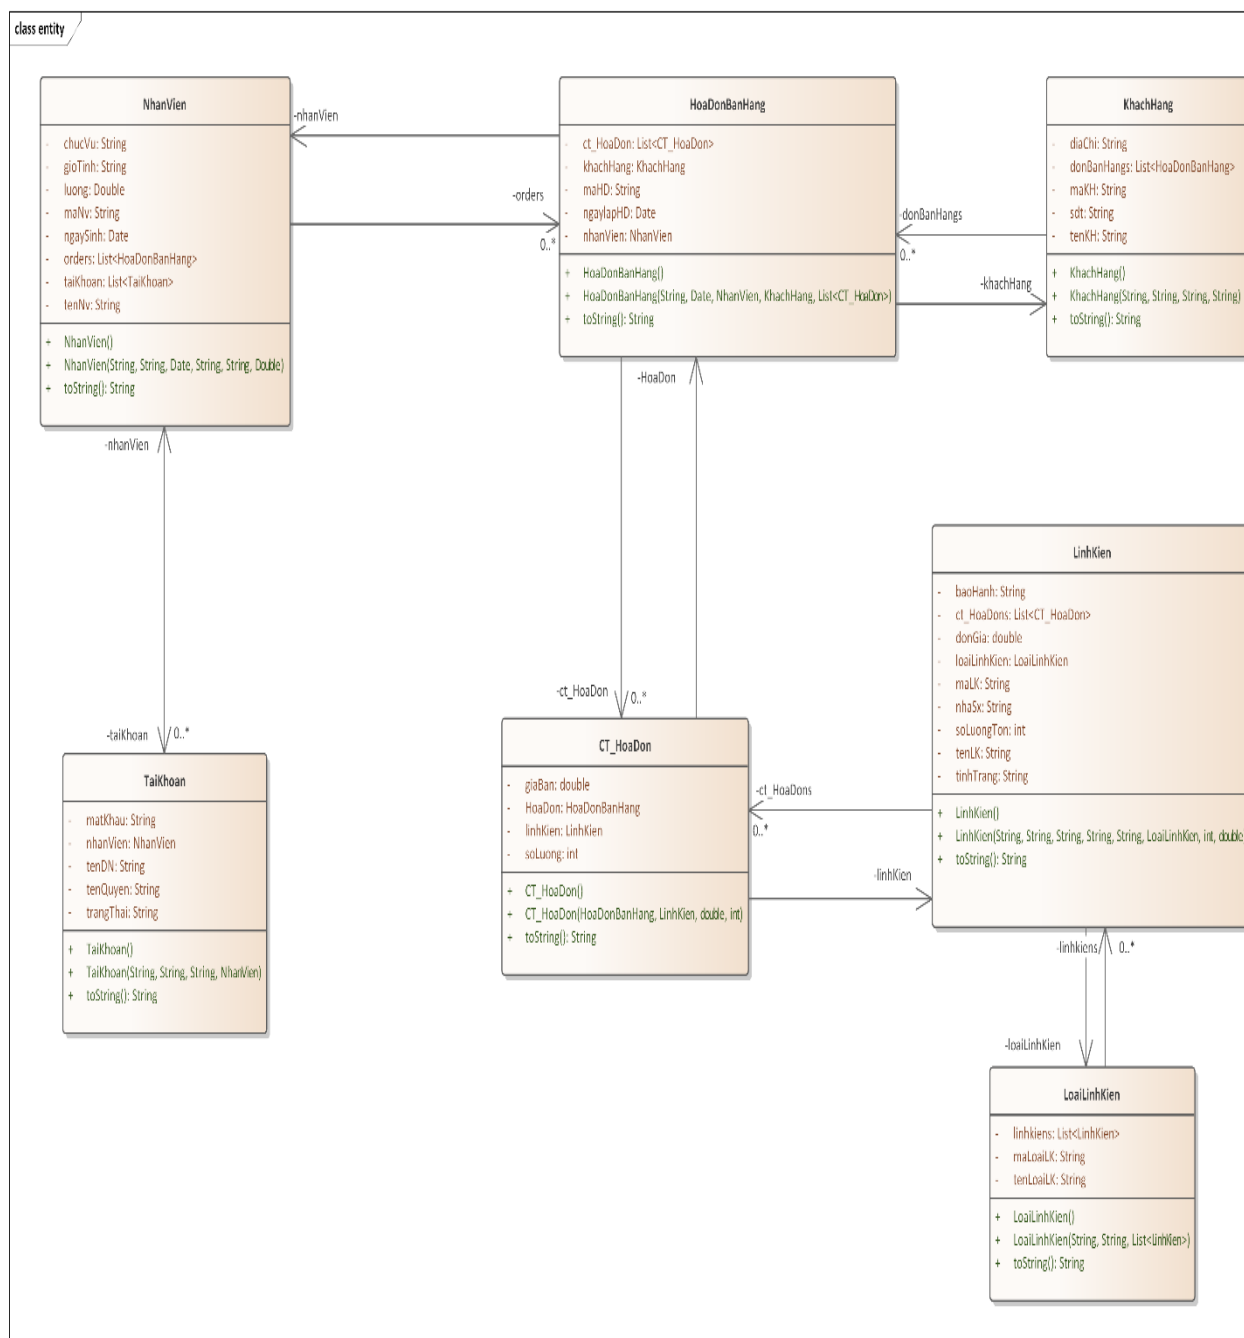 class entity
NhanVien
- chucVu: String
- gioTinh: String
- luong: Double
- maNv: String
- ngaySinh: Date
- orders: List<HoaDonBanHang>
- taiKhoan: List<TaiKhoan>
- tenNv: String
+ NhanVien()
+ NhanVien(String, String, Date, String, String, Double)
+ toString(): String
-nhanVien
-orders
0..*
HoaDonBanHang
- ct_HoaDon: List<CT_HoaDon>
- khachHang: KhachHang
- maHD: String
- ngaylapHD: Date
- nhanVien: NhanVien
+ HoaDonBanHang()
+ HoaDonBanHang(String, Date, NhanVien, KhachHang, List<CT_HoaDon>)
+ toString(): String
-donBanHangs
0..*
-khachHang
KhachHang
- diaChi: String
- donBanHangs: List<HoaDonBanHang>
- maKH: String
- sdt: String
- tenKH: String
+ KhachHang()
+ KhachHang(String, String, String, String)
+ toString(): String
-HoaDon
-nhanVien
-taiKhoan
0..*
TaiKhoan
- matKhau: String
- nhanVien: NhanVien
- tenDN: String
- tenQuyen: String
- trangThai: String
+ TaiKhoan()
+ TaiKhoan(String, String, String, NhanVien)
+ toString(): String
-ct_HoaDon
0..*
CT_HoaDon
- giaBan: double
- HoaDon: HoaDonBanHang
- linhKien: LinhKien
- soLuong: int
+ CT_HoaDon()
+ CT_HoaDon(HoaDonBanHang, LinhKien, double, int)
+ toString(): String
-ct_HoaDons
0..*
-linhKien
LinhKien
- baoHanh: String
- ct_HoaDons: List<CT_HoaDon>
- donGia: double
- loaiLinhKien: LoaiLinhKien
- maLK: String
- nhaSx: String
- soLuongTon: int
- tenLK: String
- tinhTrang: String
+ LinhKien()
+ LinhKien(String, String, String, String, String, LoaiLinhKien, int, double
+ toString(): String
-linhkiens
0..*
-loaiLinhKien
LoaiLinhKien
- linhkiens: List<LinhKien>
- maLoaiLK: String
- tenLoaiLK: String
+ LoaiLinhKien()
+ LoaiLinhKien(String, String, List<LinhKien>)
+ toString(): String